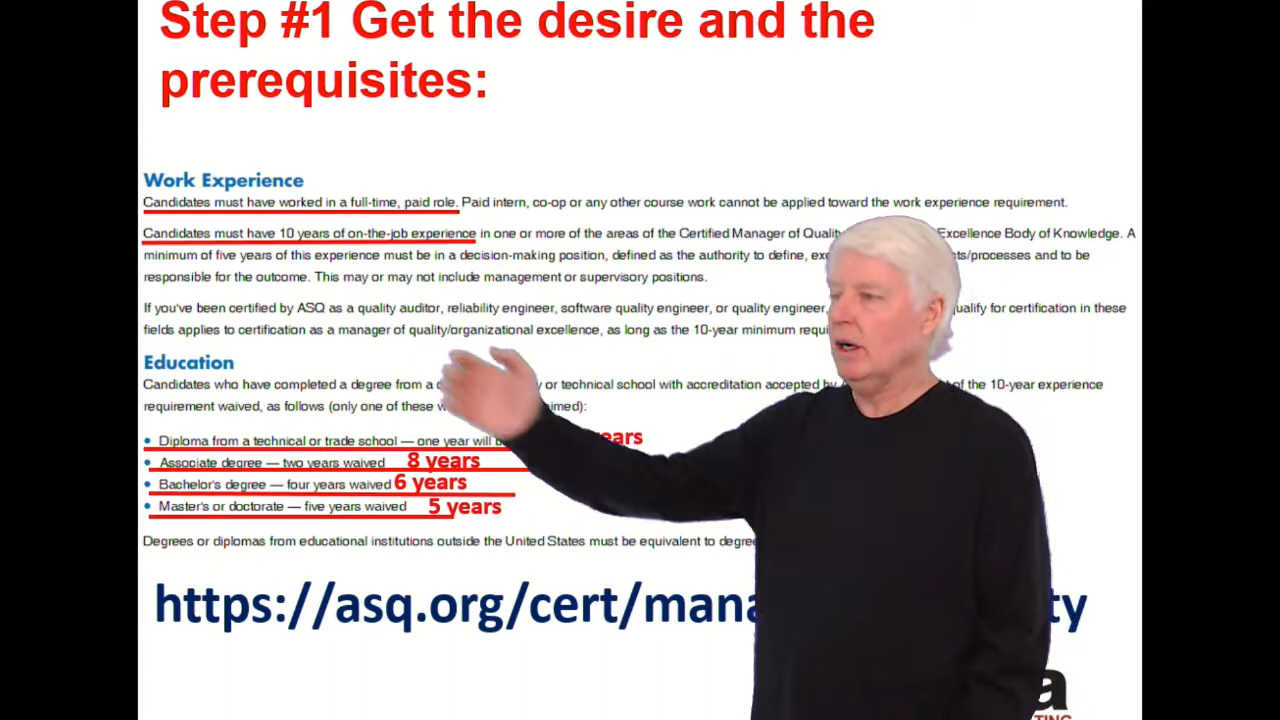 Step #1 Get the desire and the
prerequisites:
Work Experience
Candidates must have worked in a full-time, paid role. Paid intern, co-op or any other course work cannot be applied toward the work experience requirement.
Candidates must have 10 years of on-the-job experience in one or more of the areas of the Certified Manager of Excellence Body of Knowledge. A
minimum of five years of this experience must be in a decision-making position, defined as the authority to define, and to be
responsible for the outcome. This may or may not include management or supervisory positions.
If you've been certified by ASQ as a quality auditor, reliability engineer, software quality engineer, or quality engineer, for certification in these
fields applies to certification as a manager of quality/organizational excellence, as long as the 10-year minimum
Education
Candidates who have completed a degree from a or technical school with accreditation accepted by of the 10-year experience
requirement waived, as follows (only one of these
• Diploma from a technical or trade school — one year will
• Associate degree — two years waived 8 years
• Bachelor's degree — four years waived 6 years
• Master's or doctorate — five years waived 5 years
Degrees or diplomas from educational institutions outside the United States must be equivalent to
https://asq.org/cert/